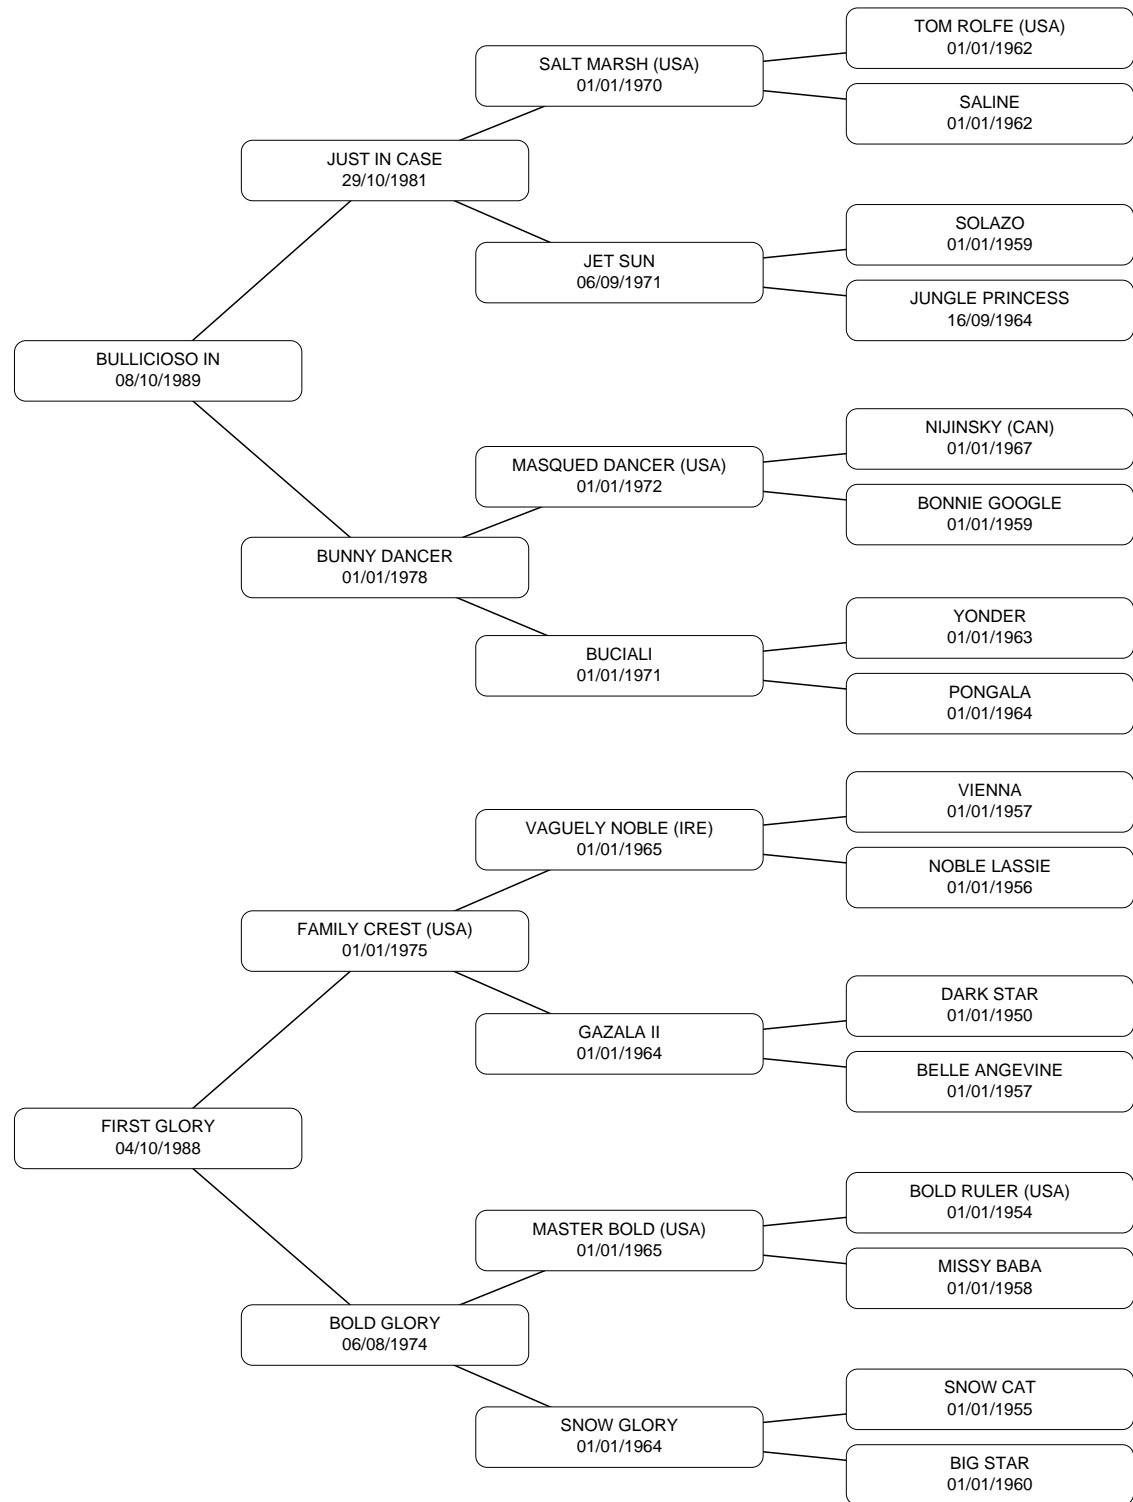 TOM ROLFE (USA)
01/01/1962
SALT MARSH (USA)
01/01/1970
SALINE
01/01/1962
JUST IN CASE
29/10/1981
SOLAZO
01/01/1959
JET SUN
06/09/1971
JUNGLE PRINCESS
16/09/1964
BULLICIOSO IN
08/10/1989
NIJINSKY (CAN)
01/01/1967
MASQUED DANCER (USA)
01/01/1972
BONNIE GOOGLE
01/01/1959
BUNNY DANCER
01/01/1978
YONDER
01/01/1963
BUCIALI
01/01/1971
PONGALA
01/01/1964
VIENNA
01/01/1957
VAGUELY NOBLE (IRE)
01/01/1965
NOBLE LASSIE
01/01/1956
FAMILY CREST (USA)
01/01/1975
DARK STAR
01/01/1950
GAZALA II
01/01/1964
BELLE ANGEVINE
01/01/1957
FIRST GLORY
04/10/1988
BOLD RULER (USA)
01/01/1954
MASTER BOLD (USA)
01/01/1965
MISSY BABA
01/01/1958
BOLD GLORY
06/08/1974
SNOW CAT
01/01/1955
SNOW GLORY
01/01/1964
BIG STAR
01/01/1960